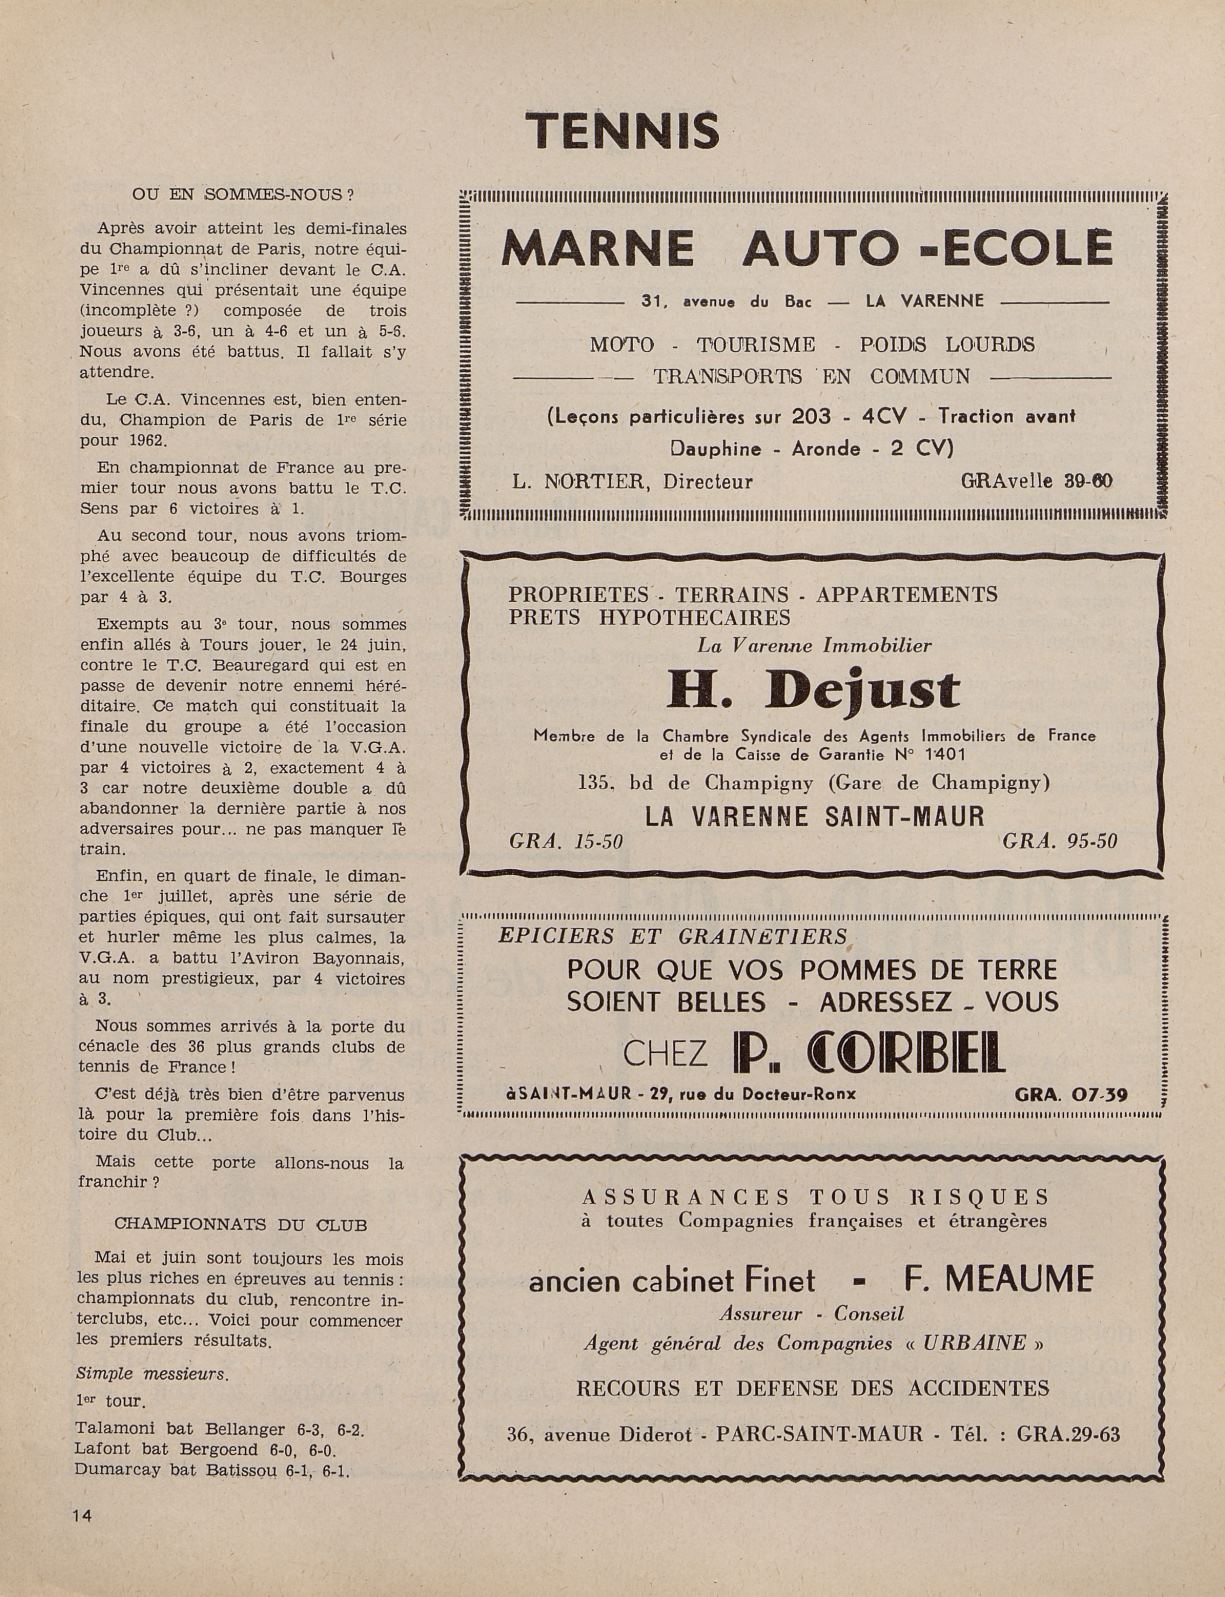 TENNIS
OU EN SOMMES-NOUS ?
Après avoir atteint les demi-finales
du Championnat de Paris, notre équi-
pe 1re a dû s'incliner devant le C.A.
Vincennes qui présentait une équipe
(incomplète ?) composée de trois
joueurs à 3-6, un à 4-6 et un à 5-6.
Nous avons été battus. Il fallait s'y
attendre.
Le C.A. Vincennes est, bien enten-
du, Champion de Paris de 1re série
pour 1962.
En championnat de France au pre-
mier tour nous avons battu le T.C.
Sens par 6 victoires à 1.
Au second tour, nous avons triom-
phé avec beaucoup de difficultés de
l'excellente équipe du T.C. Bourges
par 4 à 3.
Exempts au 3e tour, nous sommes
enfin allés à Tours jouer, le 24 juin,
contre le T.C. Beauregard qui est en
passe de devenir notre ennemi héré-
ditaire. Ce match qui constituait la
finale du groupe a été l'occasion
d'une nouvelle victoire de la V.G.A.
par 4 victoires à 2, exactement 4 à
3 car notre deuxième double a dû
abandonner la dernière partie à nos
adversaires pour... ne pas manquer le
train.
Enfin, en quart de finale, le diman-
che 1er juillet, après une série de
parties épiques, qui ont fait sursauter
et hurler même les plus calmes, la
V.G.A. a battu l'Aviron Bayonnais,
au nom prestigieux, par 4 victoires
à 3.
Nous sommes arrivés à la porte du
cénacle des 36 plus grands clubs de
tennis de France !
C'est déjà très bien d'être parvenus
là pour la première fois dans l'his-
toire du Club...
Mais cette porte allons-nous la
franchir ?
CHAMPIONNATS DU CLUB
Mai et juin sont toujours les mois
les plus riches en épreuves au tennis :
championnats du club, rencontre in-
terclubs, etc... Voici pour commencer
les premiers résultats.
Simple messieurs.
1er tour.
Talamoni bat Bellanger 6-3, 6-2.
Lafont bat Bergoend 6-0, 6-0.
Dumarcay bat Batissou 6-1, 6-1.
MARNE AUTO-ECOLE
31, avenue du Bac — LA VARENNE
MOTO - TOURISME - POIDS LOURDS
TRANSPORTS EN COMMUN
(Leçons particulières sur 203 - 4CV - Traction avant
Dauphine - Aronde - 2 CV)
L. NORTIER, Directeur GRAvelle 39-60
PROPRIETES - TERRAINS - APPARTEMENTS
PRETS HYPOTHECAIRES
La Varenne Immobilier
H. Dejust
Membre de la Chambre Syndicale des Agents Immobiliers de France
et de la Caisse de Garantie N° 1401
135, bd de Champigny (Gare de Champigny)
LA VARENNE SAINT-MAUR
GRA. 15-50 GRA. 95-50
EPICIERS ET GRAINETIERS
POUR QUE VOS POMMES DE TERRE
SOIENT BELLES - ADRESSEZ-VOUS
CHEZ P. CORBEL
à SAINT-MAUR - 29, rue du Docteur-Ronx GRA. 07-39
ASSURANCES TOUS RISQUES
à toutes Compagnies françaises et étrangères
ancien cabinet Finet - F. MEAUME
Assureur - Conseil
Agent général des Compagnies « URBAINE »
RECOURS ET DEFENSE DES ACCIDENTES
36, avenue Diderot - PARC-SAINT-MAUR - Tél. : GRA.29-63
14